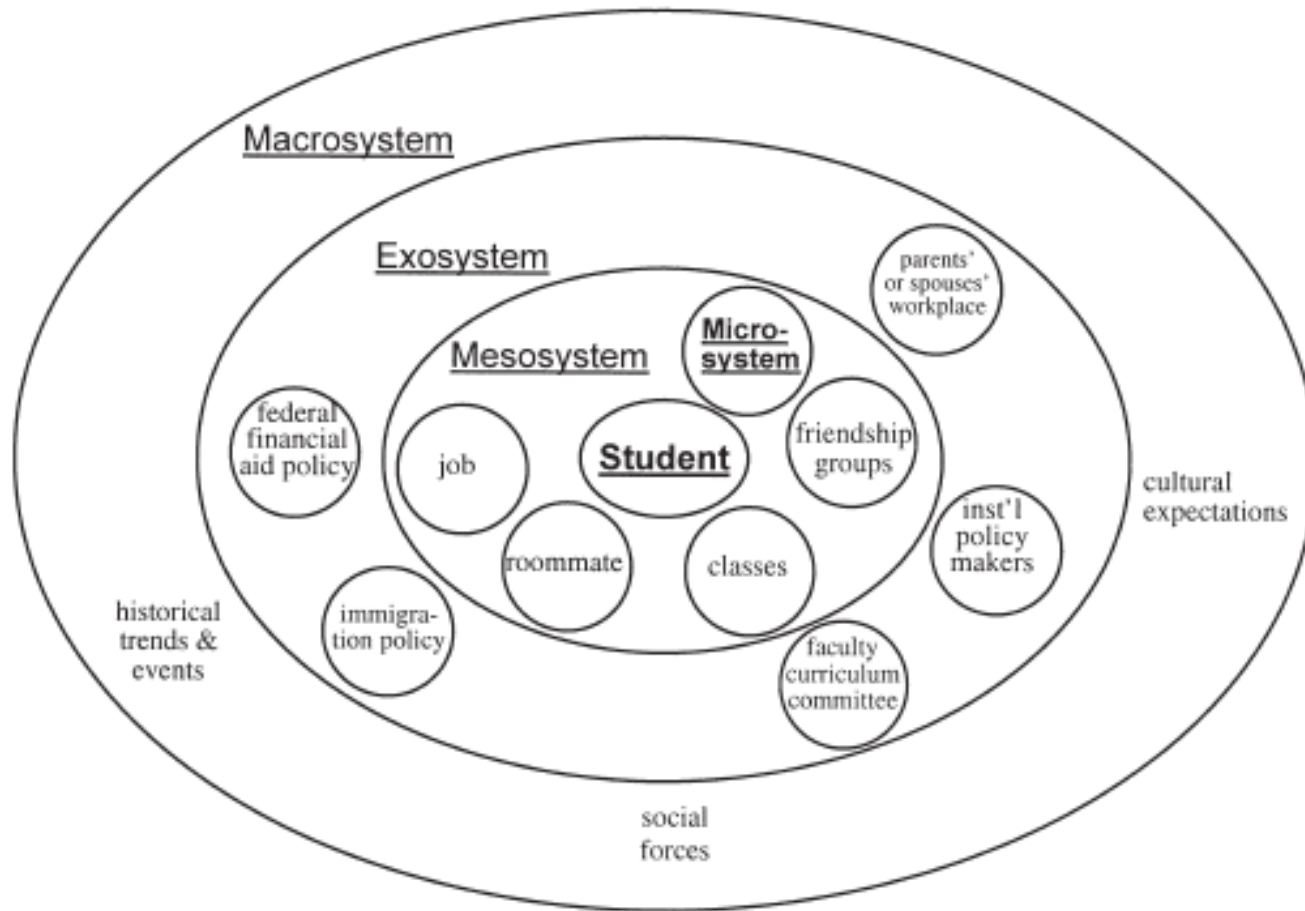 Macrosystem
Exosystem
parents'
or spouses'
workplace
Micro-
system
Mesosystem
federal
financial
aid policy
job
Student
friendship
groups
cultural
expectations
inst'l
policy
makers
roommate
classes
historical
trends &
events
immigra-
tion policy
faculty
curriculum
committee
social
forces